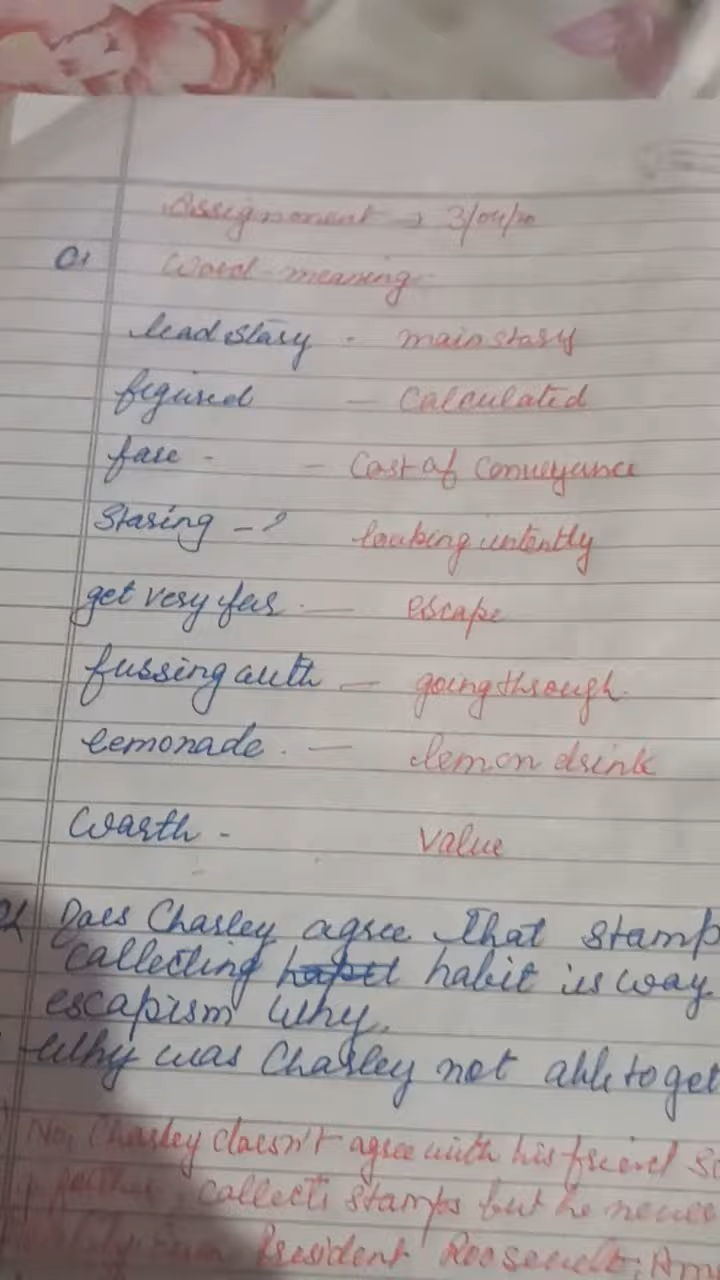 Assignment → 3/04/20
Q1 Word meaning
lead story - main story
figured - Calculated
fare - - Cost of Conveyance
Staring - looking intently
get very far - escape
fussing with - going through
lemonade. - lemon drink
Worth - Value
Does Charley agree that stamp
collecting habit is way
escapism why.
Why was Charley not able to get
No, Charley doesn't agree with his friend
collects stamps but he
President Roosevelt.